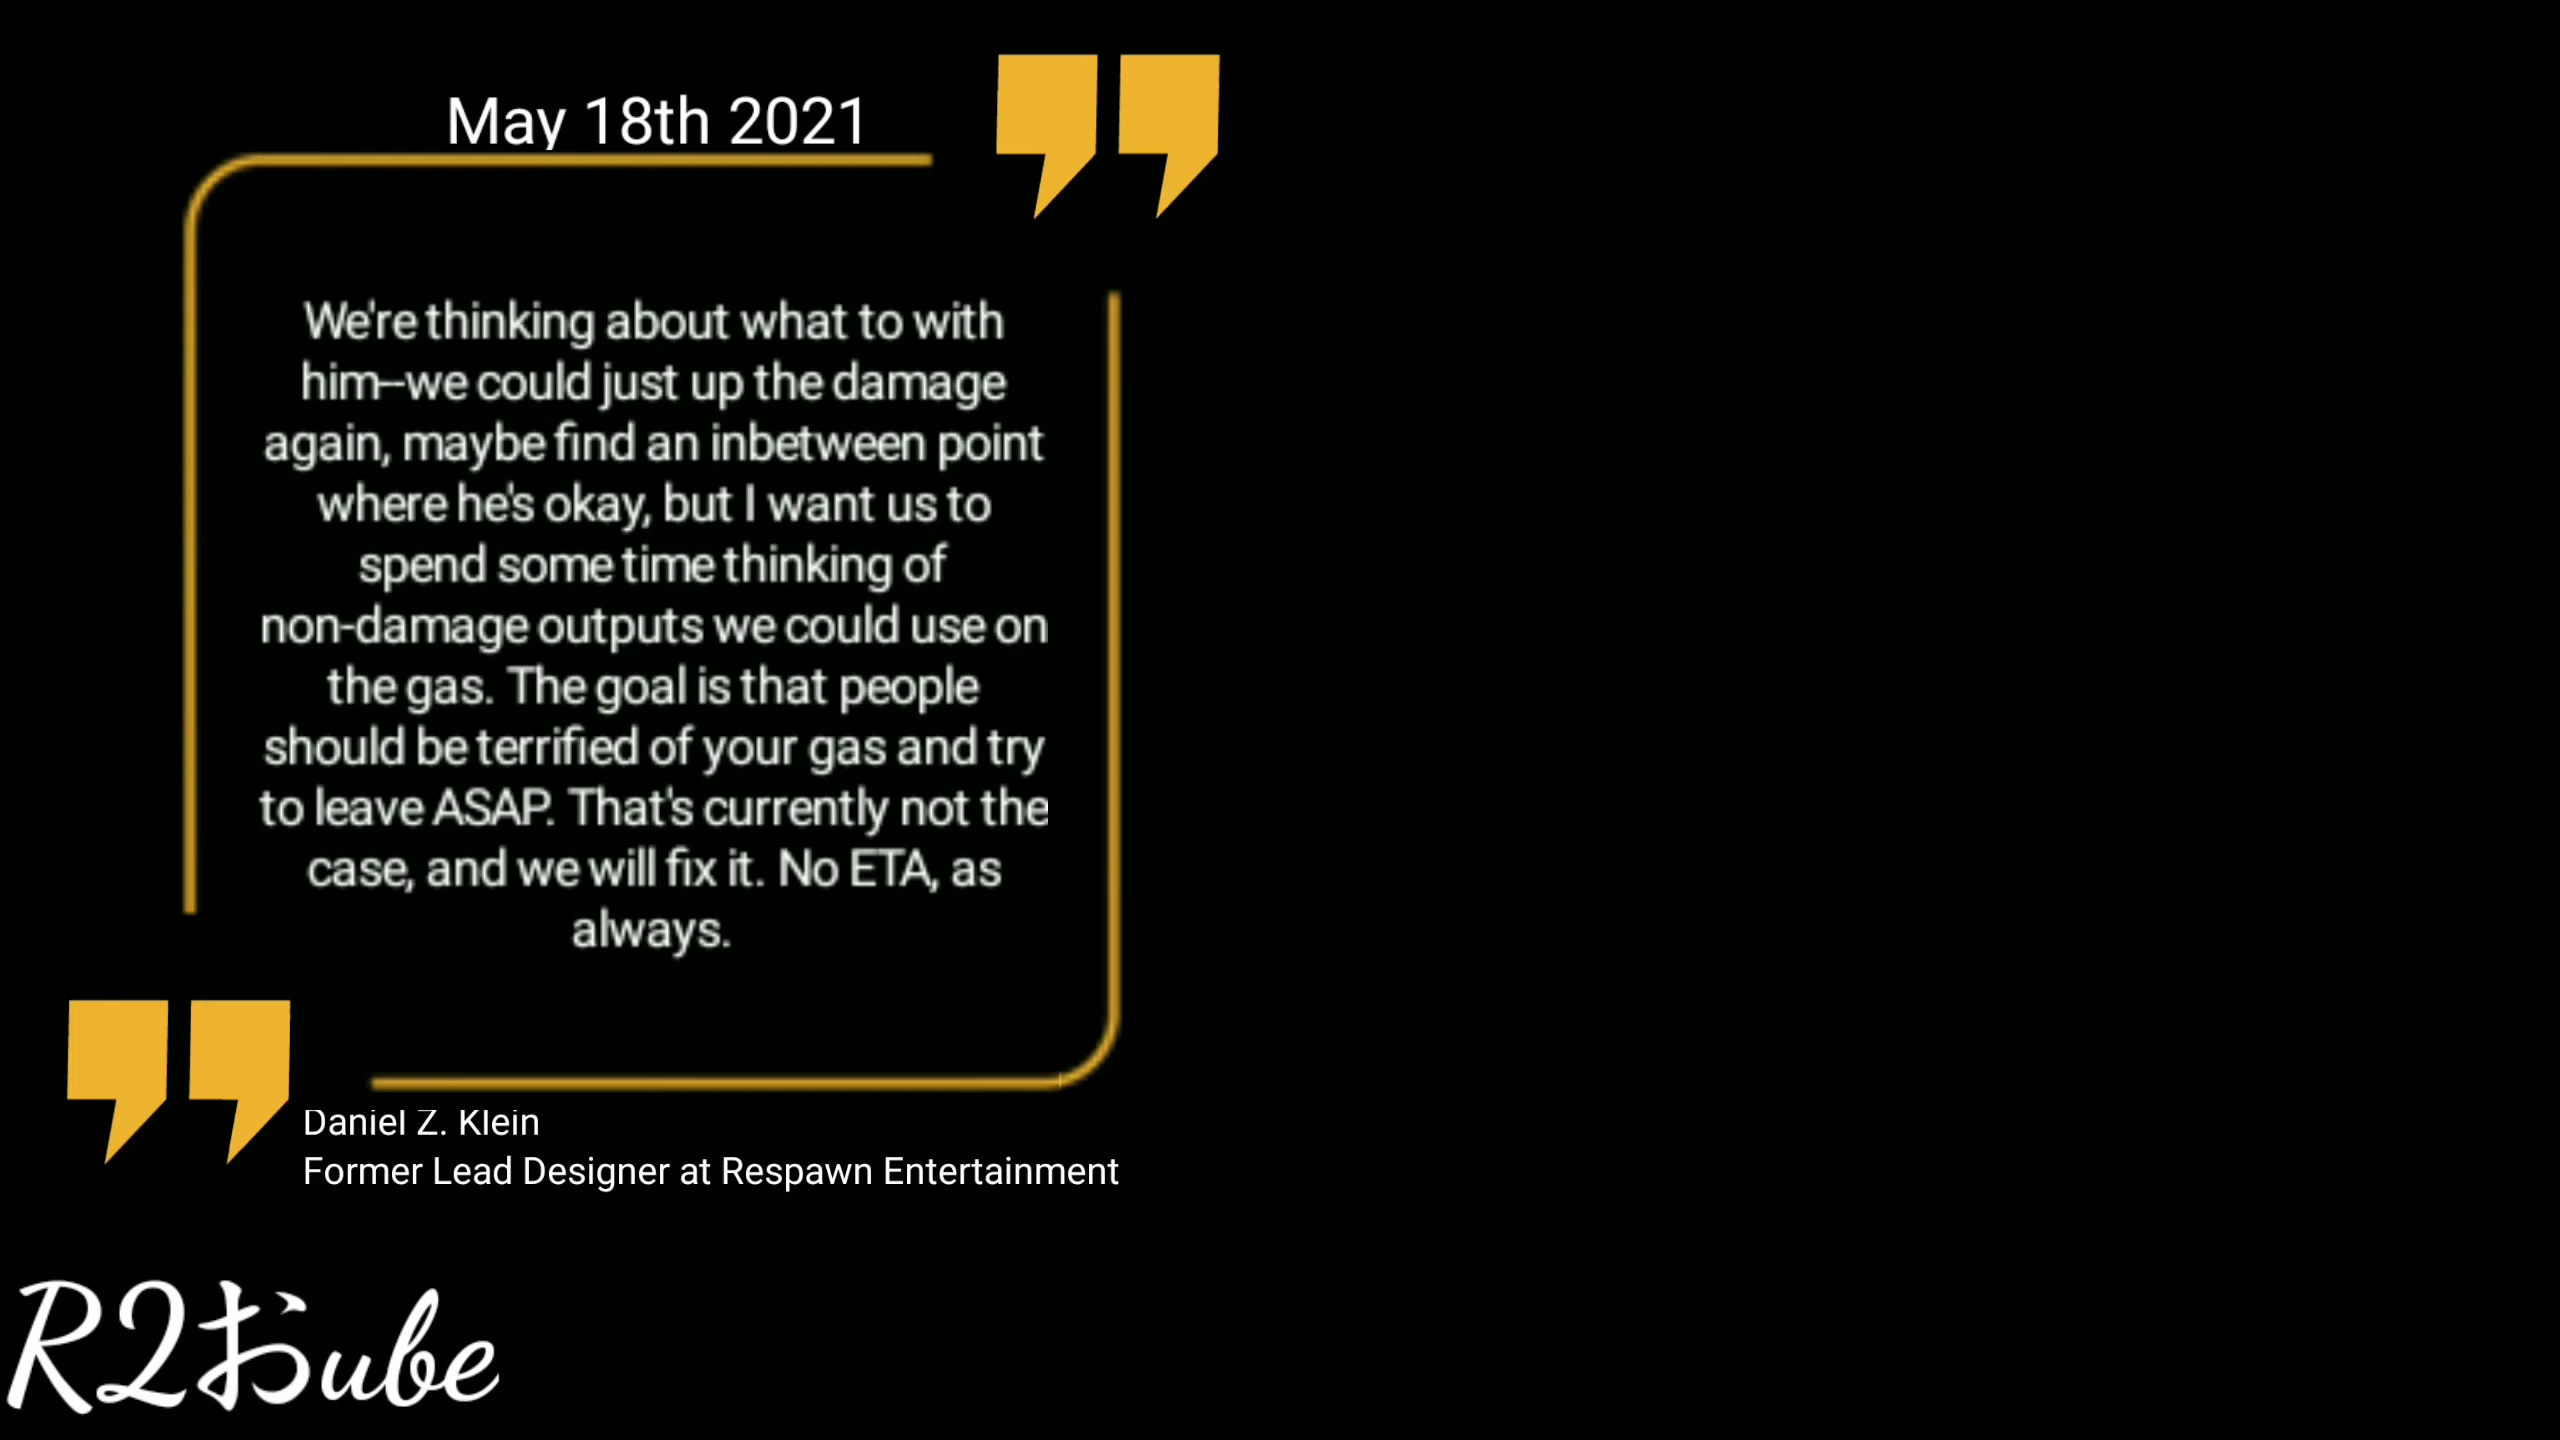 May 18th 2021
We're thinking about what to with
him--we could just up the damage
again, maybe find an inbetween point
where he's okay, but I want us to
spend some time thinking of
non-damage outputs we could use on
the gas. The goal is that people
should be terrified of your gas and try
to leave ASAP. That's currently not the
case, and we will fix it. No ETA, as
always.
Daniel Z. Klein
Former Lead Designer at Respawn Entertainment
R2おube